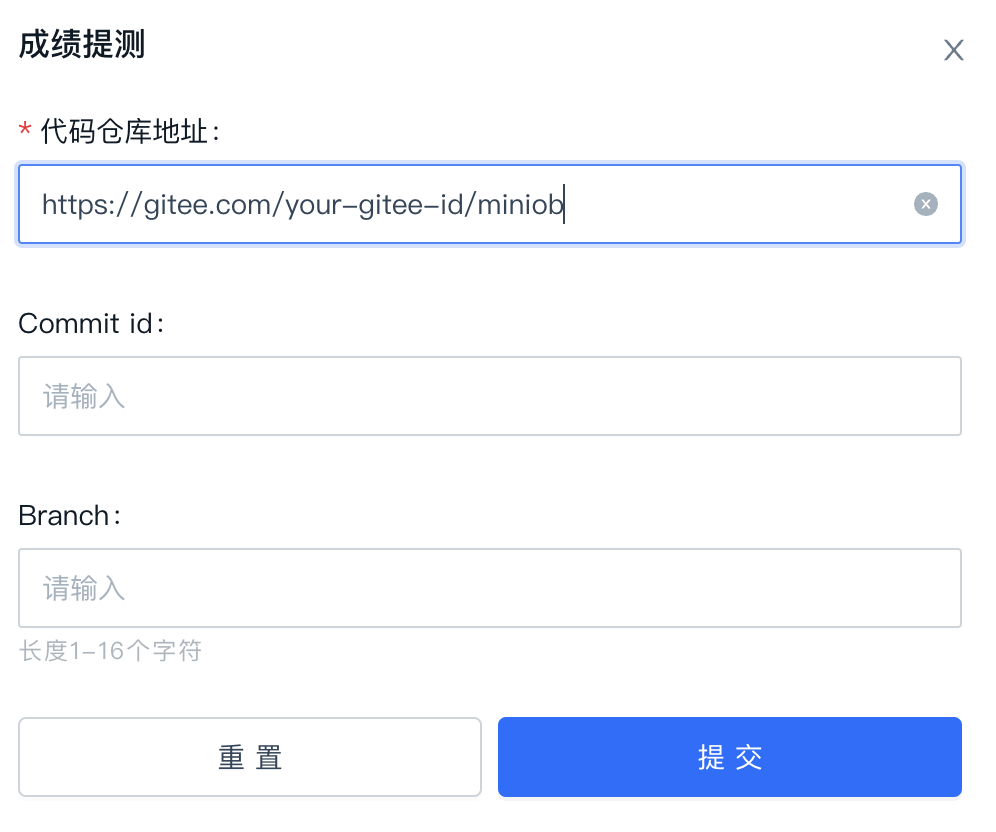 成绩提测
* 代码仓库地址:
https://gitee.com/your-gitee-id/miniob
Commit id:
请输入
Branch:
请输入
长度1-16个字符
重 置
提 交